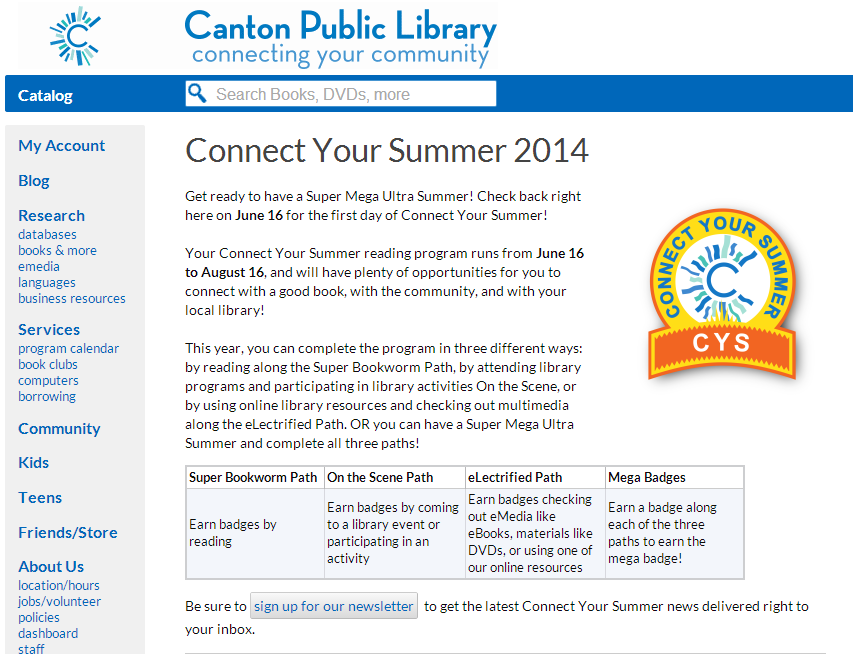 Canton Public Library
connecting your community
Catalog
Search Books, DVDs, more
My Account
Blog
Research
databases
books & more
emedia
languages
business resources
Services
program calendar
book clubs
computers
borrowing
Community
Kids
Teens
Friends/Store
About Us
location/hours
jobs/volunteer
policies
dashboard
staff
Connect Your Summer 2014
Get ready to have a Super Mega Ultra Summer! Check back right
here on June 16 for the first day of Connect Your Summer!
Your Connect Your Summer reading program runs from June 16
to August 16, and will have plenty of opportunities for you to
connect with a good book, with the community, and with your
local library!
This year, you can complete the program in three different ways:
by reading along the Super Bookworm Path, by attending library
programs and participating in library activities On the Scene, or
by using online library resources and checking out multimedia
along the eLectrified Path. OR you can have a Super Mega Ultra
Summer and complete all three paths!
CONNECT YOUR SUMMER
C
CYS
Super Bookworm Path On the Scene Path eLectrified Path Mega Badges
Earn badges by
reading
Earn badges by coming
to a library event or
participating in an
activity
Earn badges checking
out eMedia like
eBooks, materials like
DVDs, or using one of
our online resources
Earn a badge along
each of the three
paths to earn the
mega badge!
Be sure to sign up for our newsletter to get the latest Connect Your Summer news delivered right to
your inbox.